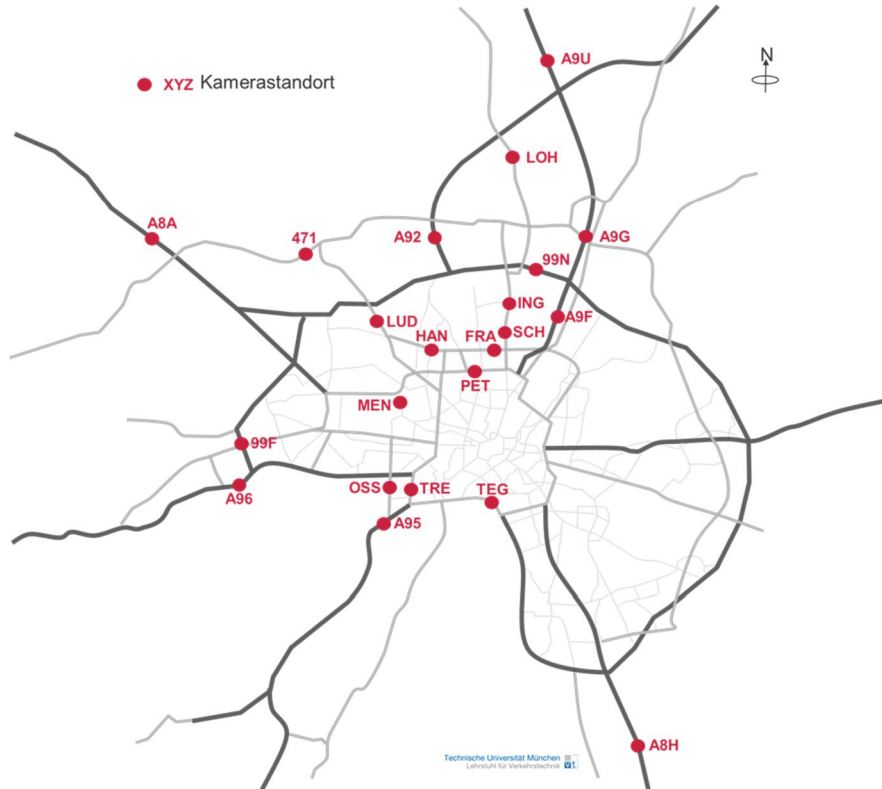 N
A9U
XYZ Kamerastandort
LOH
A8A
471
A92
A9G
99N
ING
A9F
LUD
SCH
HAN
FRA
PET
MEN
99F
A96
OSS
TRE
TEG
A95
A8H
Technische Universität München
Lehrstuhl für Verkehrstechnik
vt